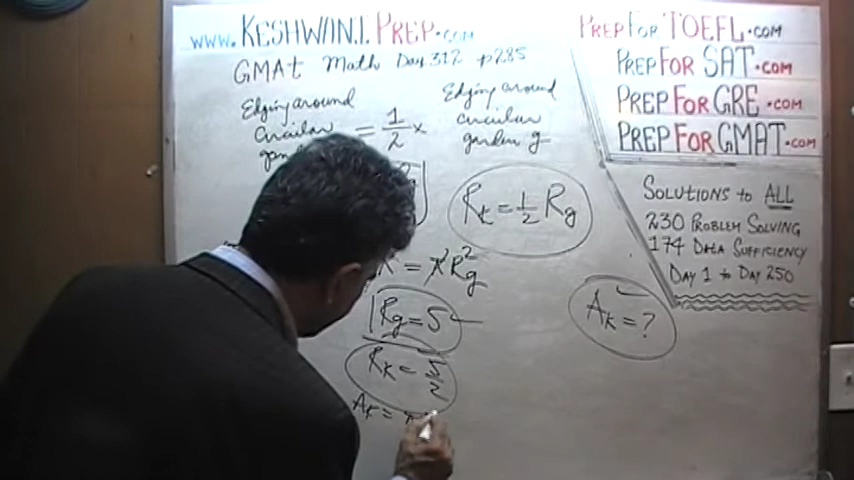 www.KESHWANI PREP.com
GMAt Math Day 312 p285
Edging around
circular
= 1/2 x
Edging around
circular
garden g
Rk = 1/2 Rg
= πRg²
Rg = 5
Rk = 5/2
Ak =
Ak = ?
PREP FOR TOEFL.COM
PREP FOR SAT.COM
PREP FOR GRE.COM
PREP FOR GMAT.COM
SOLUTIONS to ALL
230 PROBLEM SOLVING
174 DATA SUFFICIENCY
DAY 1 to DAY 250